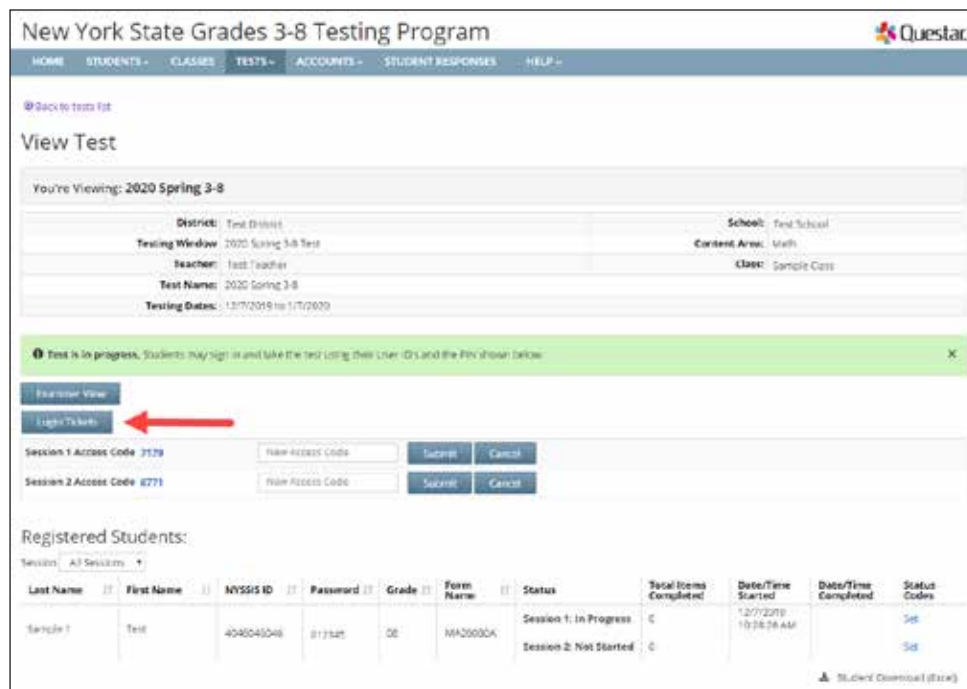 New York State Grades 3-8 Testing Program
Questar
HOME STUDENTS CLASSES TESTS ACCOUNTS STUDENT RESPONSES HELP
Back to tests list
View Test
You're Viewing: 2020 Spring 3-8
District: Test District School: Test School
Testing Window 2020 Spring 3-8 Test Content Area: Math
Teacher: Test Teacher Class: Sample Class
Test Name: 2020 Spring 3-8
Testing Dates: 12/7/2019 to 1/7/2020
Test is in progress. Students may sign in and take the test using their User IDs and the PIN shown below. ×
Examiner View
Login Tickets
Session 1 Access Code New Access Code Submit Cancel
Session 2 Access Code New Access Code Submit Cancel
Registered Students:
Session All Sessions
Last Name First Name NYSSIS ID Password Grade Form Name Status Total Items Completed Date/Time Started Date/Time Completed Status Codes
Sample 1 Test 08 Session 1: In Progress 0 Set
Session 2: Not Started 0 Set
Student Download (Excel)